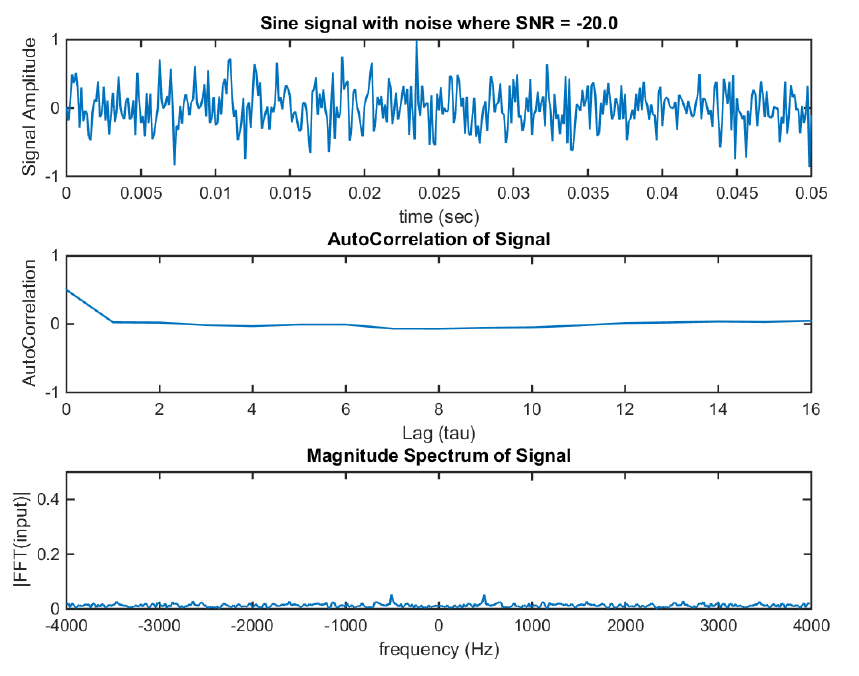 Sine signal with noise where SNR = -20.0
1
0
-1
Signal Amplitude
0 0.005 0.01 0.015 0.02 0.025 0.03 0.035 0.04 0.045 0.05
time (sec)
AutoCorrelation of Signal
1
0
-1
AutoCorrelation
0 2 4 6 8 10 12 14 16
Lag (tau)
Magnitude Spectrum of Signal
0.4
0.2
0
|FFT(input)|
-4000 -3000 -2000 -1000 0 1000 2000 3000 4000
frequency (Hz)